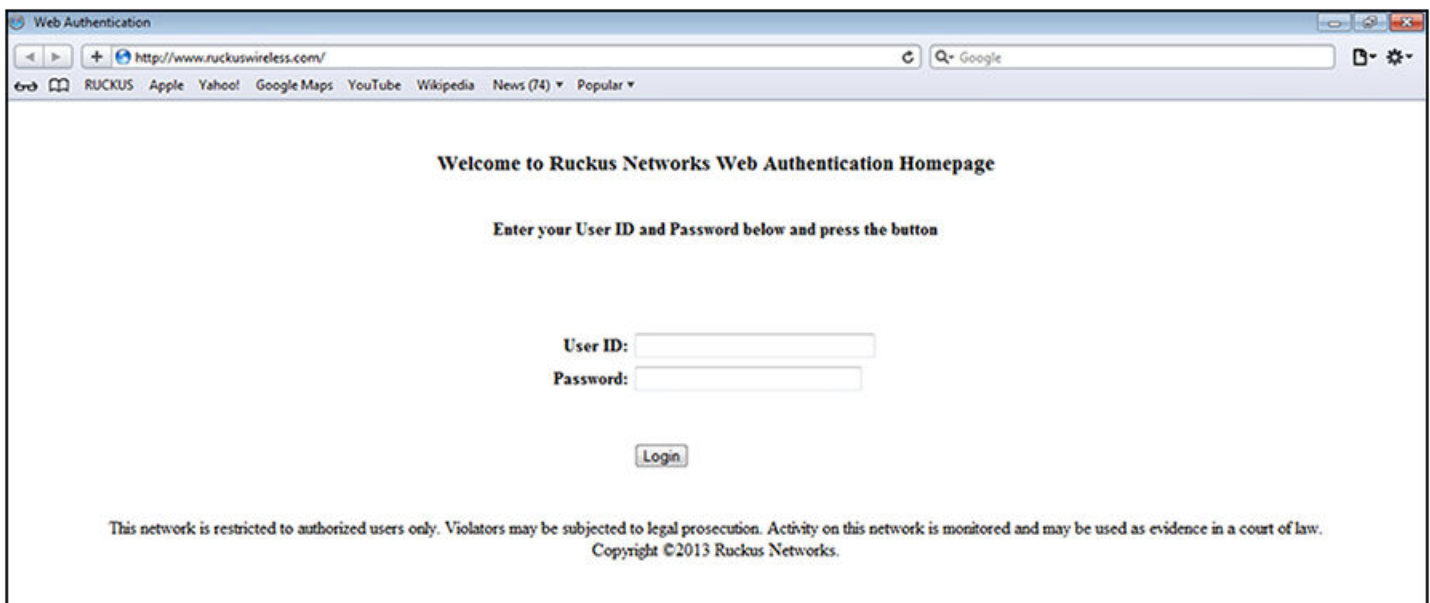 Web Authentication
http://www.ruckuswireless.com/
Google
RUCKUS Apple Yahoo! Google Maps YouTube Wikipedia News (74) Popular
Welcome to Ruckus Networks Web Authentication Homepage
Enter your User ID and Password below and press the button
User ID:
Password:
Login
This network is restricted to authorized users only. Violators may be subjected to legal prosecution. Activity on this network is monitored and may be used as evidence in a court of law.
Copyright ©2013 Ruckus Networks.